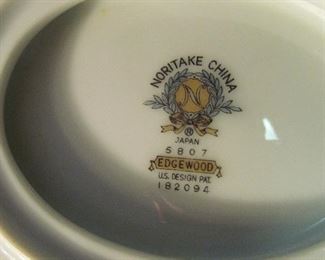 NORITAKE CHINA
N
®
JAPAN
5807
EDGEWOOD
U.S. DESIGN PAT.
182094